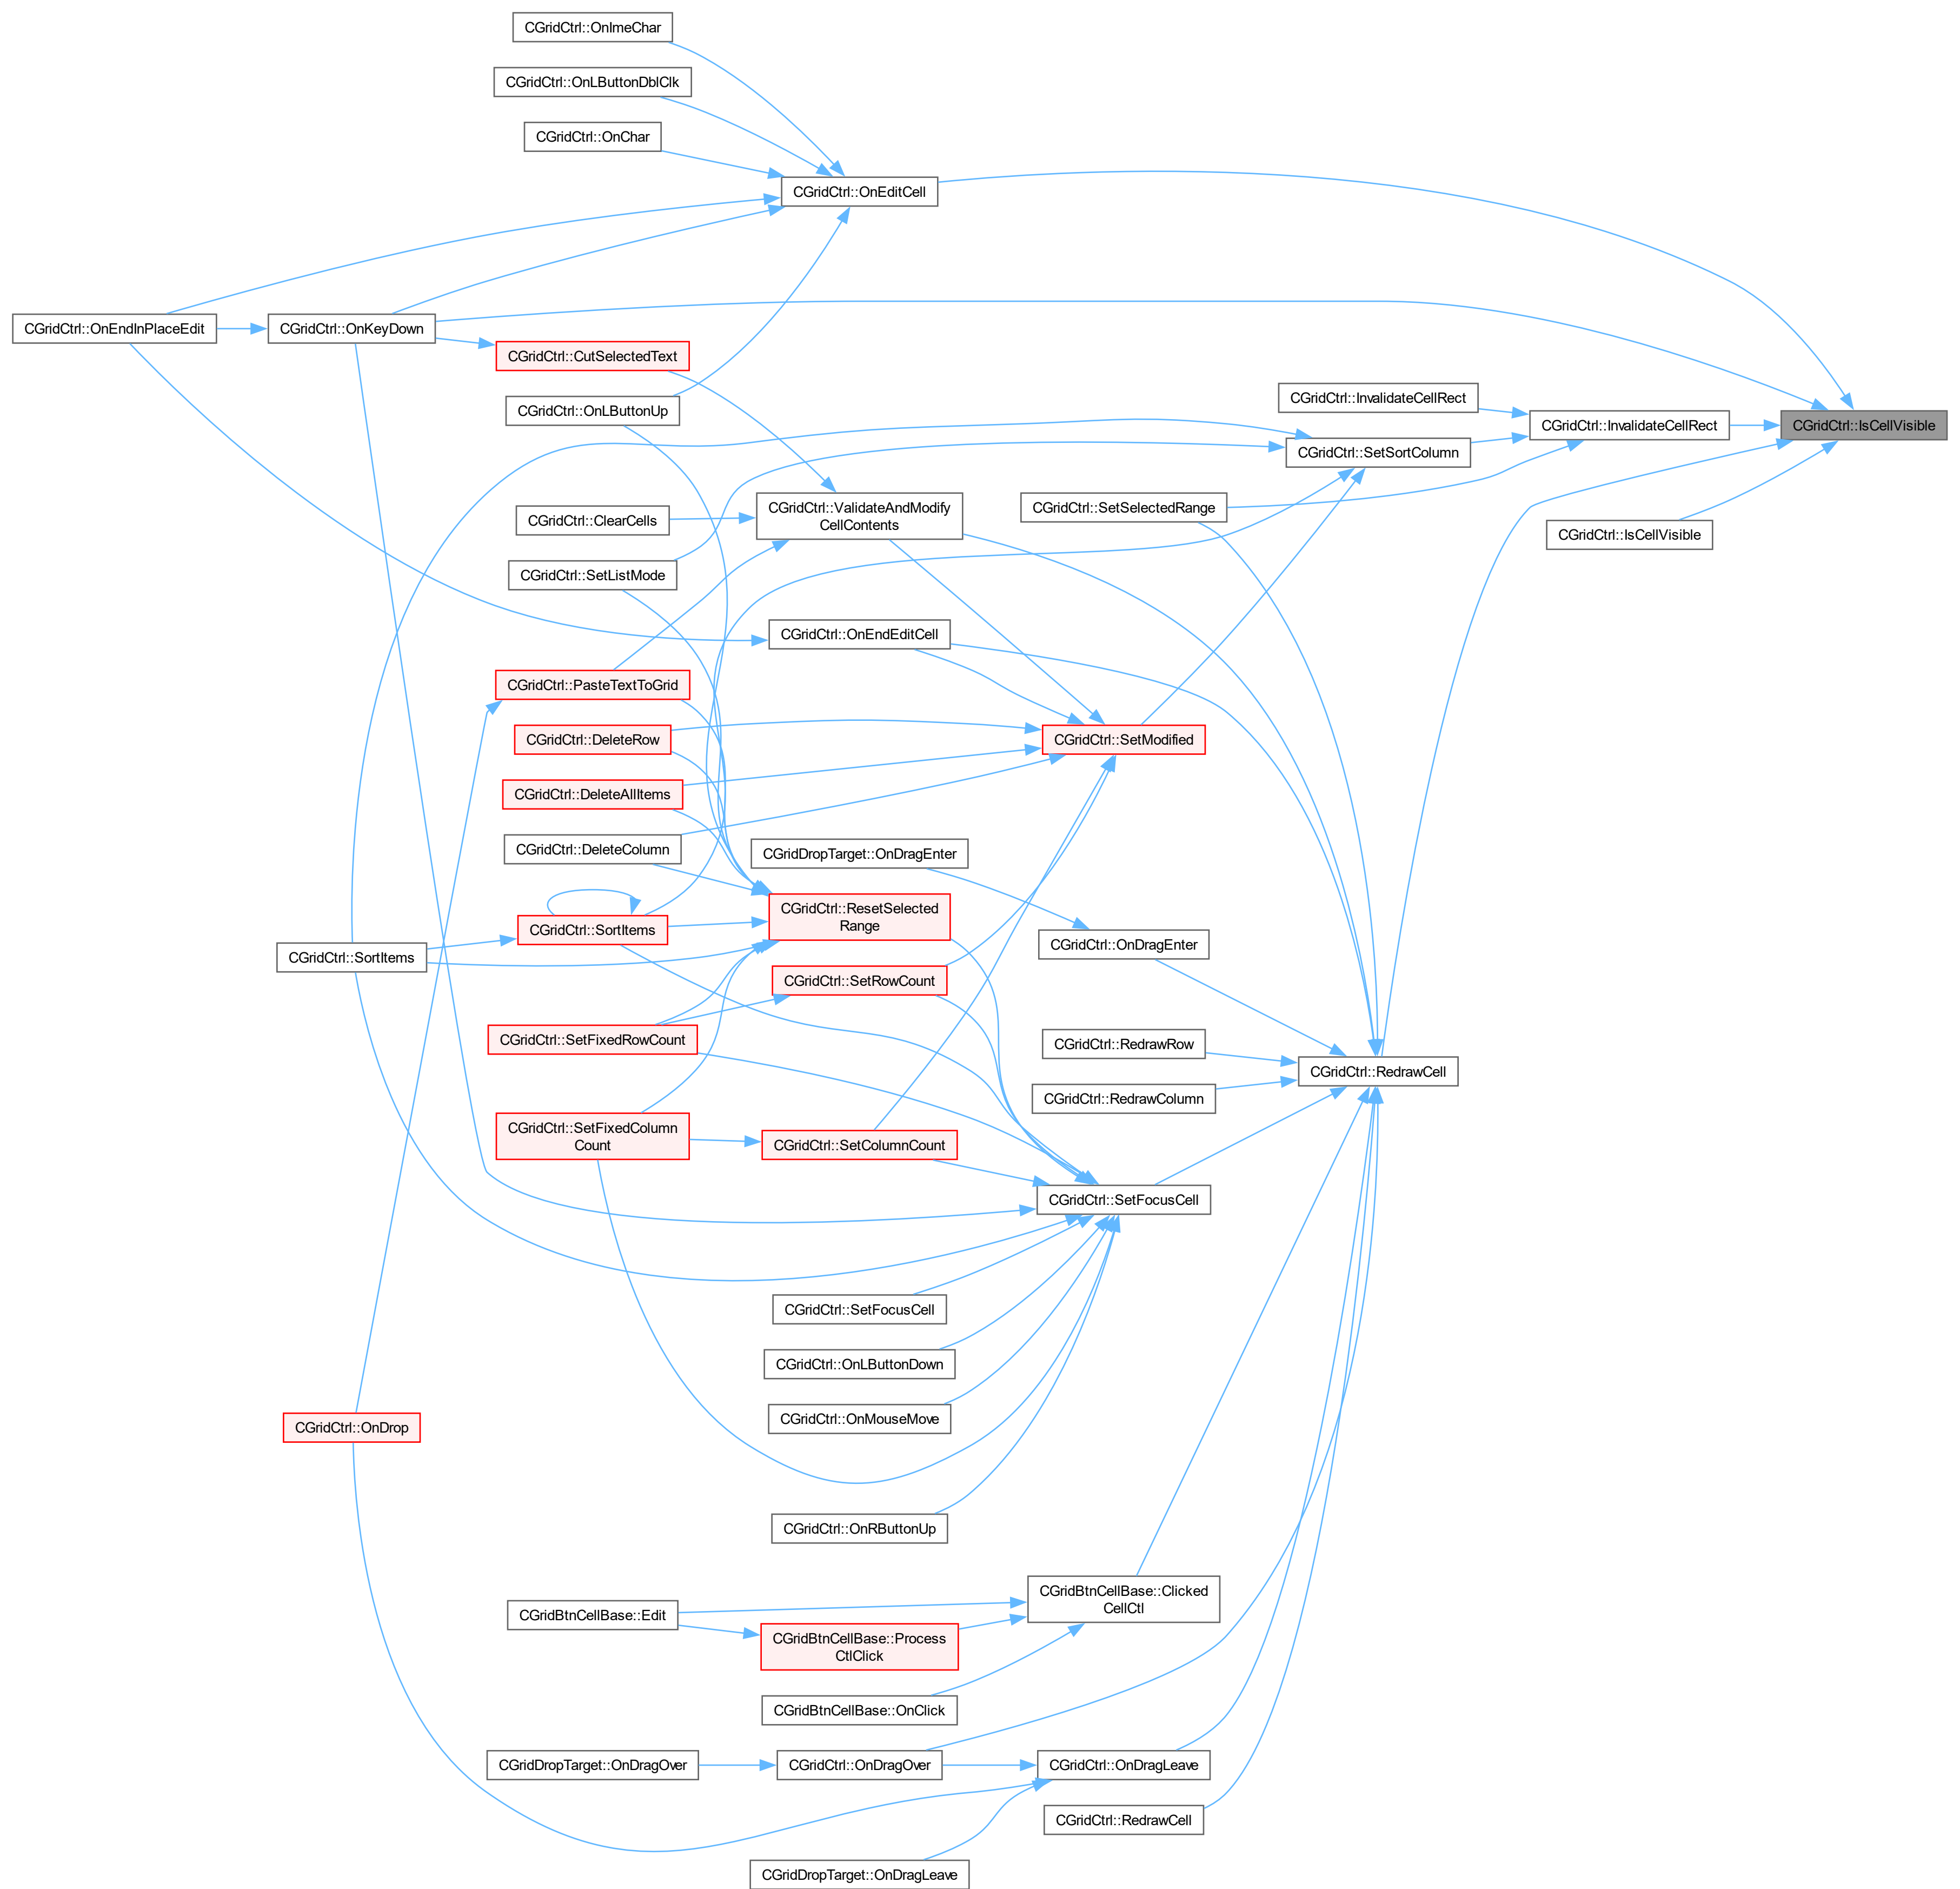 CGridCtrl::OnImeChar
CGridCtrl::OnLButtonDblClk
CGridCtrl::OnChar
CGridCtrl::OnEditCell
CGridCtrl::OnEndInPlaceEdit
CGridCtrl::OnKeyDown
CGridCtrl::CutSelectedText
CGridCtrl::OnLButtonUp
CGridCtrl::InvalidateCellRect
CGridCtrl::InvalidateCellRect
CGridCtrl::IsCellVisible
CGridCtrl::SetSortColumn
CGridCtrl::SetSelectedRange
CGridCtrl::ValidateAndModify
CellContents
CGridCtrl::ClearCells
CGridCtrl::IsCellVisible
CGridCtrl::SetListMode
CGridCtrl::OnEndEditCell
CGridCtrl::PasteTextToGrid
CGridCtrl::DeleteRow
CGridCtrl::SetModified
CGridCtrl::DeleteAllItems
CGridCtrl::DeleteColumn
CGridDropTarget::OnDragEnter
CGridCtrl::ResetSelected
Range
CGridCtrl::SortItems
CGridCtrl::OnDragEnter
CGridCtrl::SortItems
CGridCtrl::SetRowCount
CGridCtrl::SetFixedRowCount
CGridCtrl::RedrawRow
CGridCtrl::RedrawCell
CGridCtrl::RedrawColumn
CGridCtrl::SetFixedColumn
Count
CGridCtrl::SetColumnCount
CGridCtrl::SetFocusCell
CGridCtrl::SetFocusCell
CGridCtrl::OnLButtonDown
CGridCtrl::OnMouseMove
CGridCtrl::OnDrop
CGridCtrl::OnRButtonUp
CGridBtnCellBase::Clicked
CellCtl
CGridBtnCellBase::Edit
CGridBtnCellBase::Process
CtlClick
CGridBtnCellBase::OnClick
CGridDropTarget::OnDragOver
CGridCtrl::OnDragOver
CGridCtrl::OnDragLeave
CGridCtrl::RedrawCell
CGridDropTarget::OnDragLeave